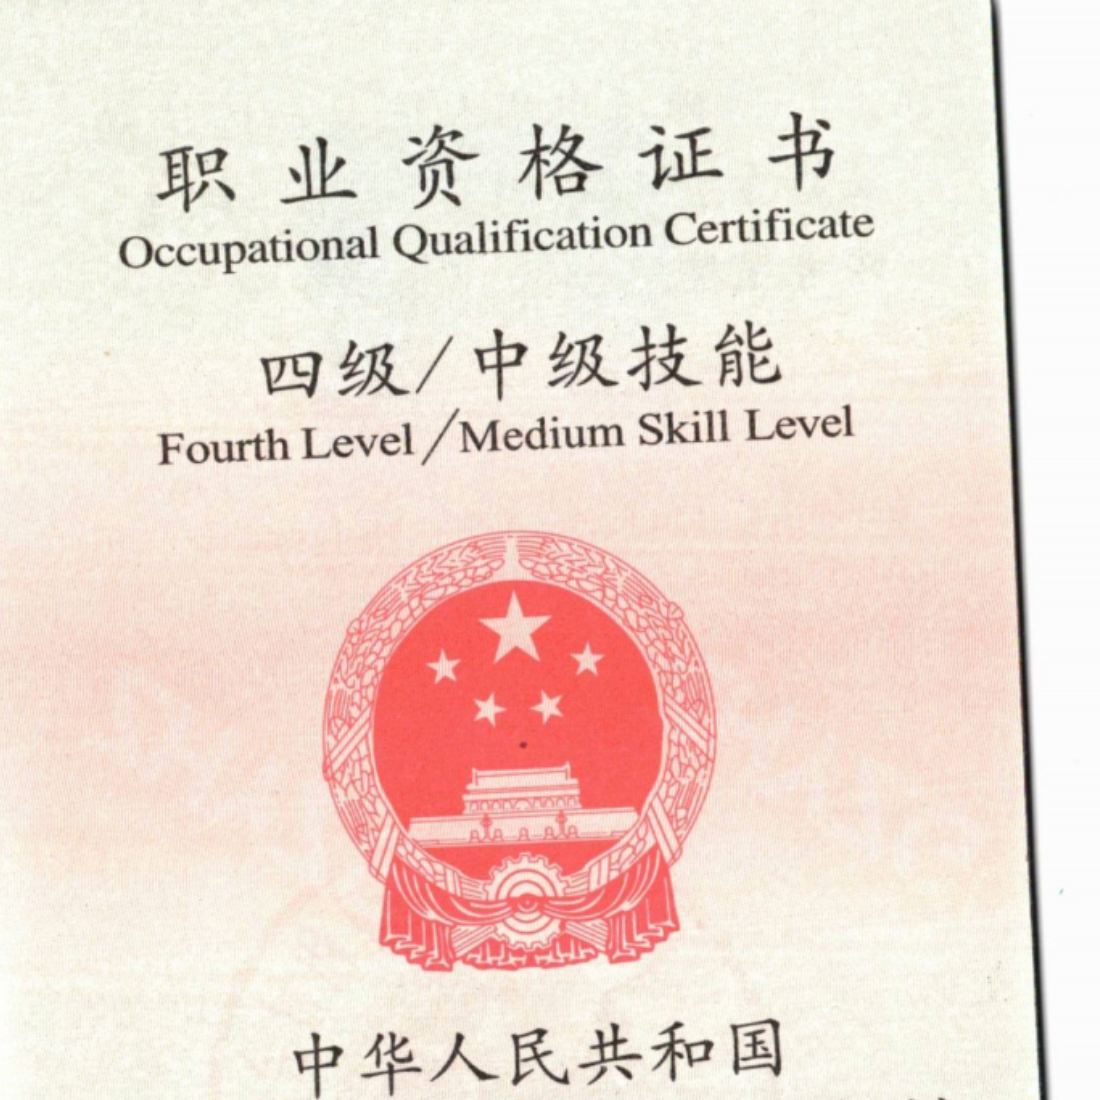 职业资格证书
Occupational Qualification Certificate
四级/中级技能
Fourth Level/Medium Skill Level
中华人民共和国